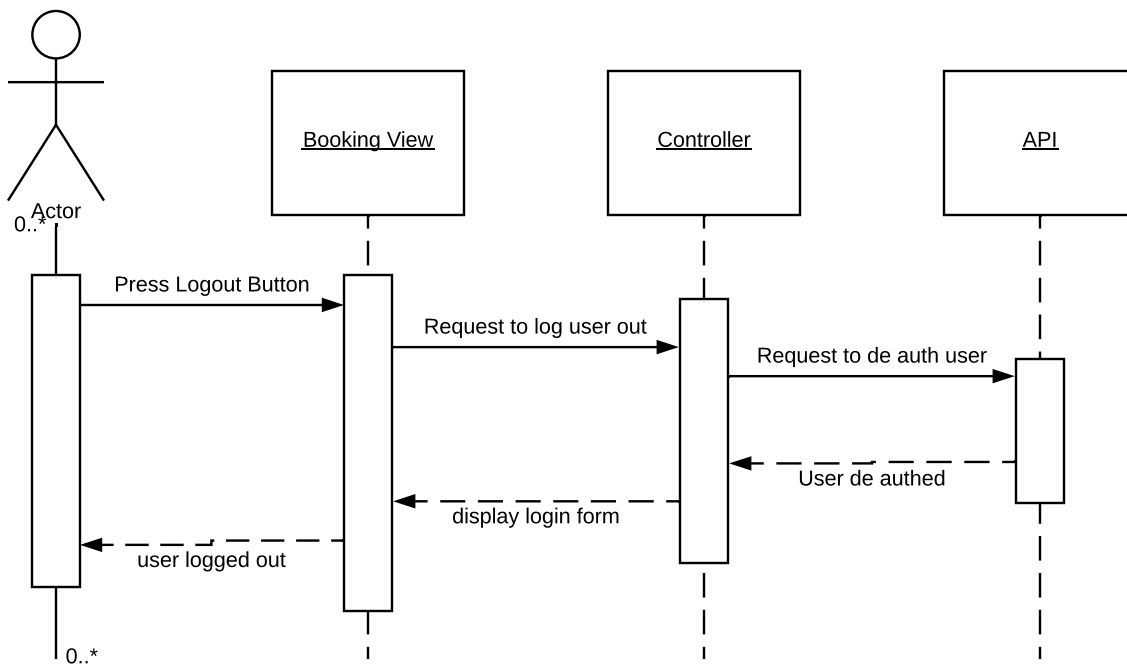 Booking View
Controller
API
Actor
0..*
Press Logout Button
Request to log user out
Request to de auth user
User de authed
display login form
user logged out
0..*